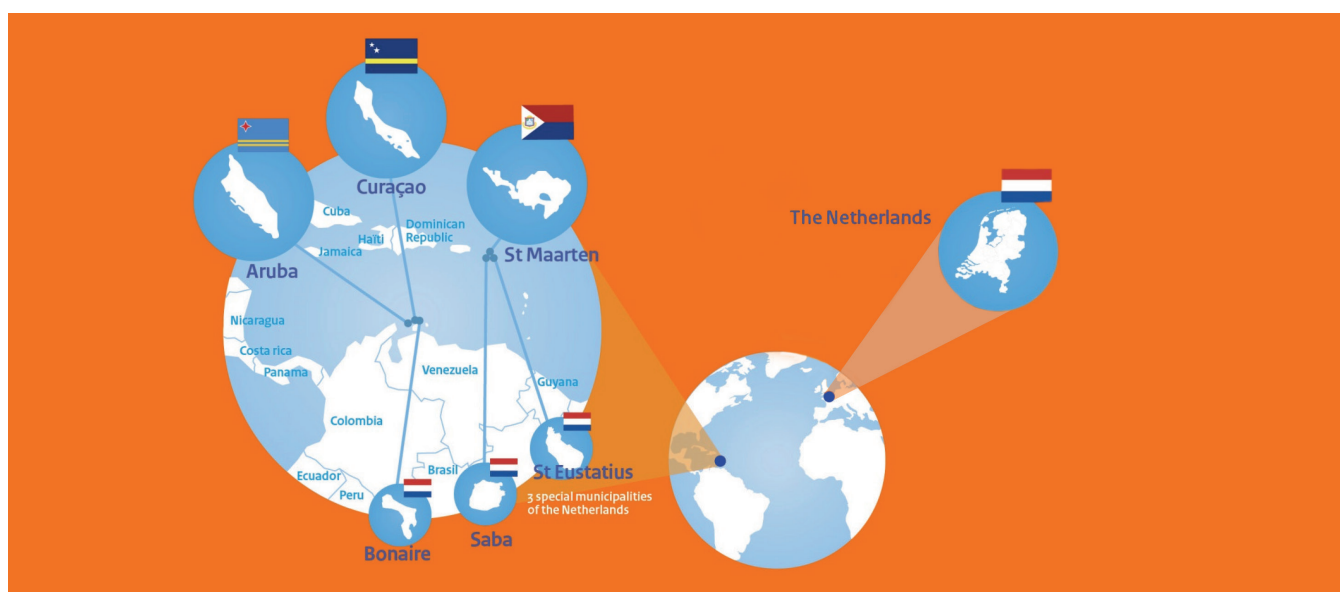 Curaçao
Aruba
St Maarten
The Netherlands
Cuba
Haïti
Dominican
Republic
Jamaica
Nicaragua
Costa rica
Panama
Venezuela
Guyana
Colombia
Ecuador
Peru
Brasil
St Eustatius
3 special municipalities
of the Netherlands
Saba
Bonaire